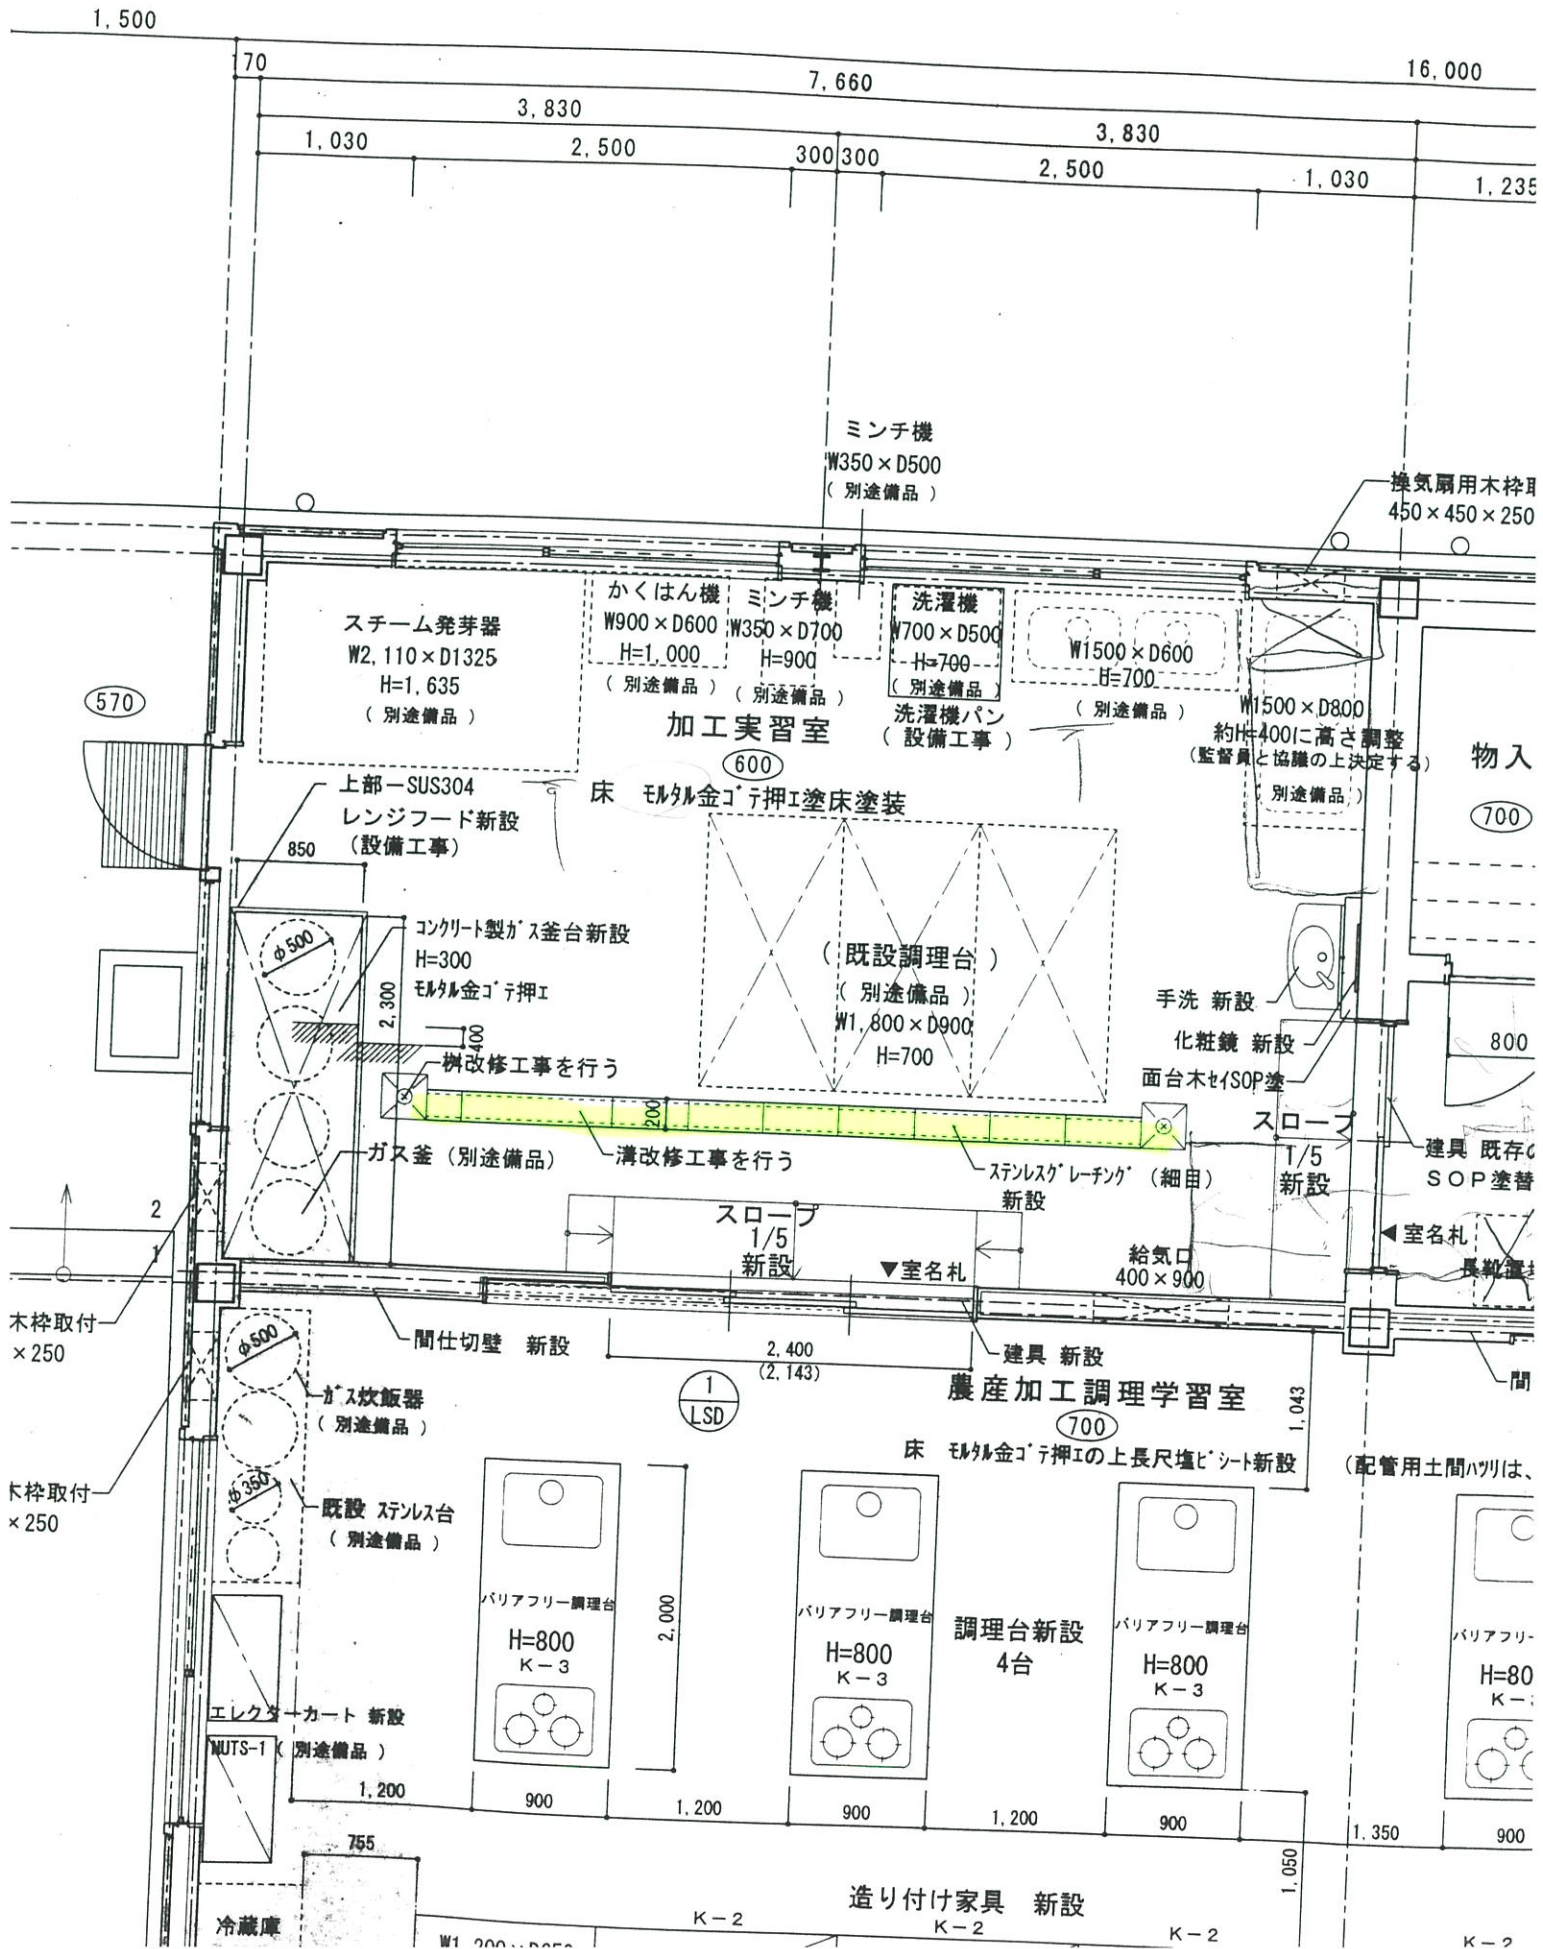 1,500
16,000
170
7,660
3,830
3,830
1,030
2,500
300
300
2,500
1,030
1,235
ミンチ機
W350×D500
( 別途備品 )
換気扇用木枠取
450×450×250
スチーム発芽器
W2,110×D1325
H=1,635
( 別途備品 )
かくはん機
W900×D600
H=1,000
( 別途備品 )
ミンチ機
W350×D700
H=900
( 別途備品 )
洗濯機
W700×D500
H=700
( 別途備品 )
洗濯機パン
( 設備工事 )
W1500×D600
H=700
( 別途備品 )
W1500×D800
約H=400に高さ調整
(監督員と協議の上決定する)
( 別途備品 )
570
加工実習室
600
床 モルタル金ゴテ押エ塗床塗装
物入
700
上部－SUS304
レンジフード新設
(設備工事)
850
φ500
コンクリート製ガス釜台新設
H=300
モルタル金ゴテ押エ
2,300
400
( 既設調理台 )
( 別途備品 )
W1,800×D900
H=700
手洗 新設
化粧鏡 新設
面台木セイSOP塗
800
桝改修工事を行う
200
ガス釜 (別途備品)
溝改修工事を行う
ステンレスグレーチング (細目)
新設
スロープ
1/5
新設
建具 既存の
SOP塗替
2
1
スロープ
1/5
新設
▼室名札
給気口
400×900
◀室名札
長靴置場
木枠取付
×250
間仕切壁 新設
2,400
(2,143)
建具 新設
間
φ500
ガス炊飯器
( 別途備品 )
1
LSD
農産加工調理学習室
700
1,043
床 モルタル金ゴテ押エの上長尺塩ビシート新設
(配管用土間ハツリは、
木枠取付
×250
φ350
既設 ステンレス台
( 別途備品 )
バリアフリー調理台
H=800
K－3
2,000
バリアフリー調理台
H=800
K－3
調理台新設
4台
バリアフリー調理台
H=800
K－3
バリアフリー
H=80
K－3
エレクターカート 新設
NUTS-1 ( 別途備品 )
1,200
900
1,200
900
1,200
900
1,350
900
755
1,050
造り付け家具 新設
冷蔵庫
K－2
K－2
K－2
K－2